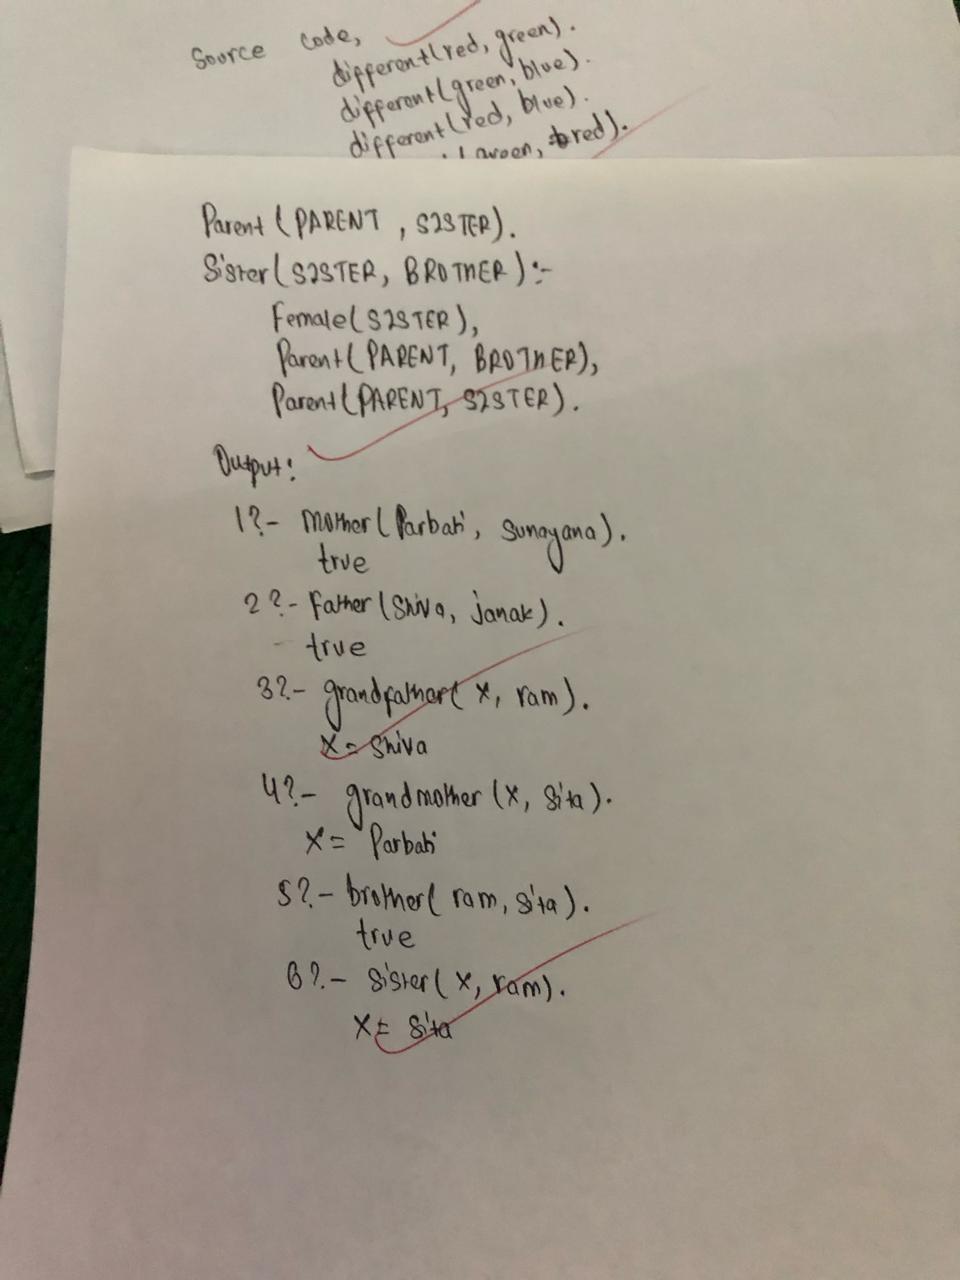 Source Code,
different(red, green).
different(green, blue).
different(red, blue).
green, red).
Parent (PARENT, SISTER).
Sister(SISTER, BROTHER):-
Female(SISTER),
Parent(PARENT, BROTHER),
Parent(PARENT, SISTER).
Output:
1?- mother(Parbati, Sunayana).
true
2?- Father(Shiva, janak).
true
3?- grandfather(x, ram).
x = Shiva
4?- grandmother (x, Sita).
x = Parbati
5?- brother(ram, Sita).
true
6?- Sister(x, ram).
x = Sita